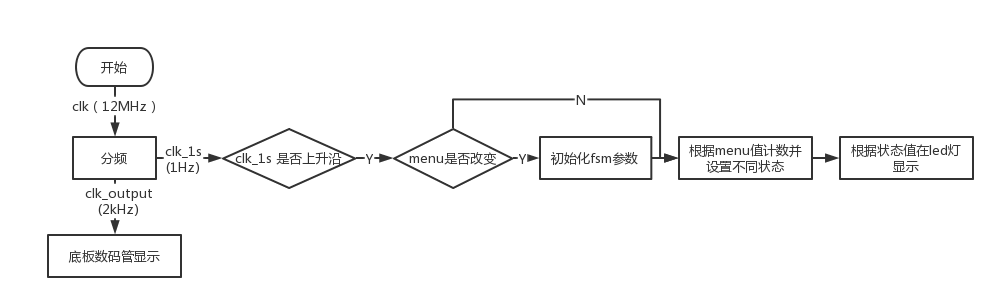 开始
clk（12MHz）
分频
clk_1s
(1Hz)
clk_1s 是否上升沿
Y
menu是否改变
N
Y
初始化fsm参数
根据menu值计数并
设置不同状态
根据状态值在led灯
显示
clk_output
(2kHz)
底板数码管显示